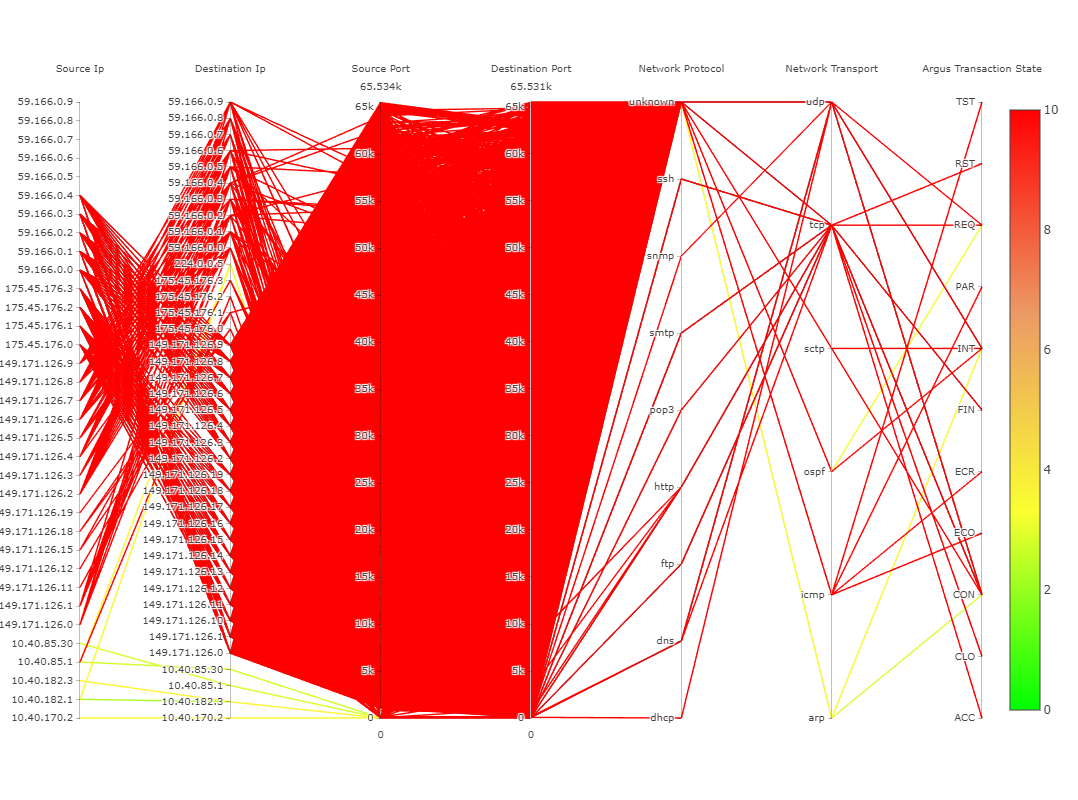 Source Ip
Destination Ip
Source Port
Destination Port
Network Protocol
Network Transport
Argus Transaction State
65.534k
65.531k
59.166.0.9
59.166.0.8
59.166.0.7
59.166.0.6
59.166.0.5
59.166.0.4
59.166.0.3
59.166.0.2
59.166.0.1
59.166.0.0
175.45.176.3
175.45.176.2
175.45.176.1
175.45.176.0
149.171.126.9
149.171.126.8
149.171.126.7
149.171.126.6
149.171.126.5
149.171.126.4
149.171.126.3
149.171.126.2
149.171.126.19
149.171.126.18
149.171.126.15
149.171.126.12
149.171.126.11
149.171.126.1
149.171.126.0
10.40.85.30
10.40.85.1
10.40.182.3
10.40.182.1
10.40.170.2
59.166.0.9
59.166.0.8
59.166.0.7
59.166.0.6
59.166.0.5
59.166.0.4
59.166.0.3
59.166.0.2
59.166.0.1
59.166.0.0
224.0.0.5
175.45.176.3
175.45.176.2
175.45.176.1
175.45.176.0
149.171.126.9
149.171.126.8
149.171.126.7
149.171.126.6
149.171.126.5
149.171.126.4
149.171.126.3
149.171.126.2
149.171.126.19
149.171.126.18
149.171.126.17
149.171.126.16
149.171.126.15
149.171.126.14
149.171.126.13
149.171.126.12
149.171.126.11
149.171.126.10
149.171.126.1
149.171.126.0
10.40.85.30
10.40.85.1
10.40.182.3
10.40.170.2
65k
60k
55k
50k
45k
40k
35k
30k
25k
20k
15k
10k
5k
0
0
65k
60k
55k
50k
45k
40k
35k
30k
25k
20k
15k
10k
5k
0
0
unknown
ssh
snmp
smtp
pop3
http
ftp
dns
dhcp
udp
tcp
sctp
ospf
icmp
arp
TST
RST
REQ
PAR
INT
FIN
ECR
ECO
CON
CLO
ACC
10
8
6
4
2
0